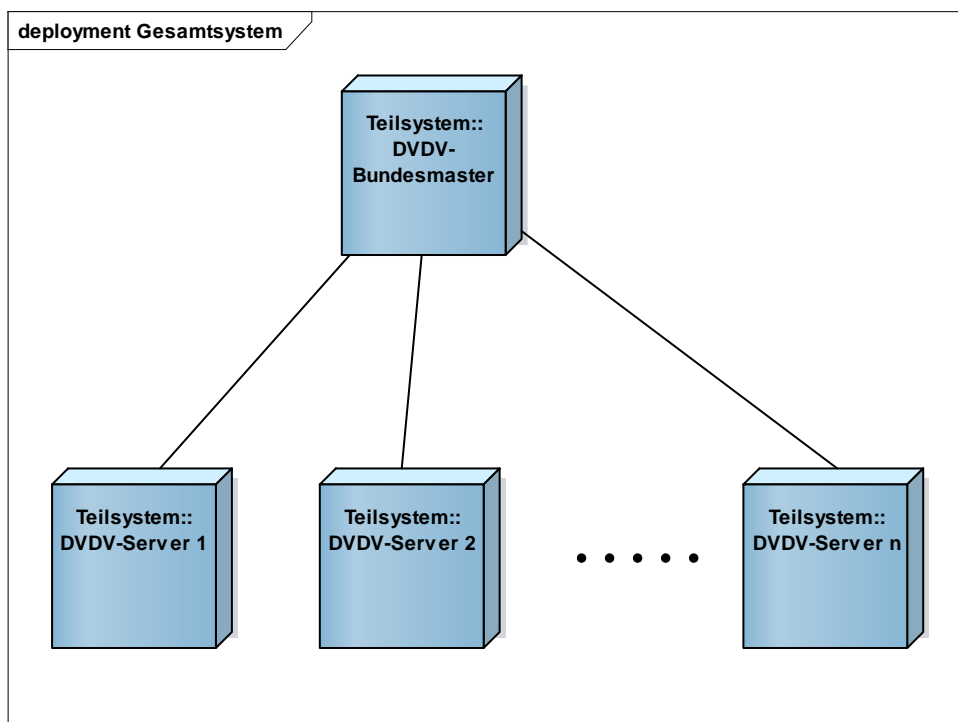 deployment Gesamtsystem
Teilsystem::
DVDV-
Bundesmaster
Teilsystem::
DVDV-Server 1
Teilsystem::
DVDV-Server 2
Teilsystem::
DVDV-Server n